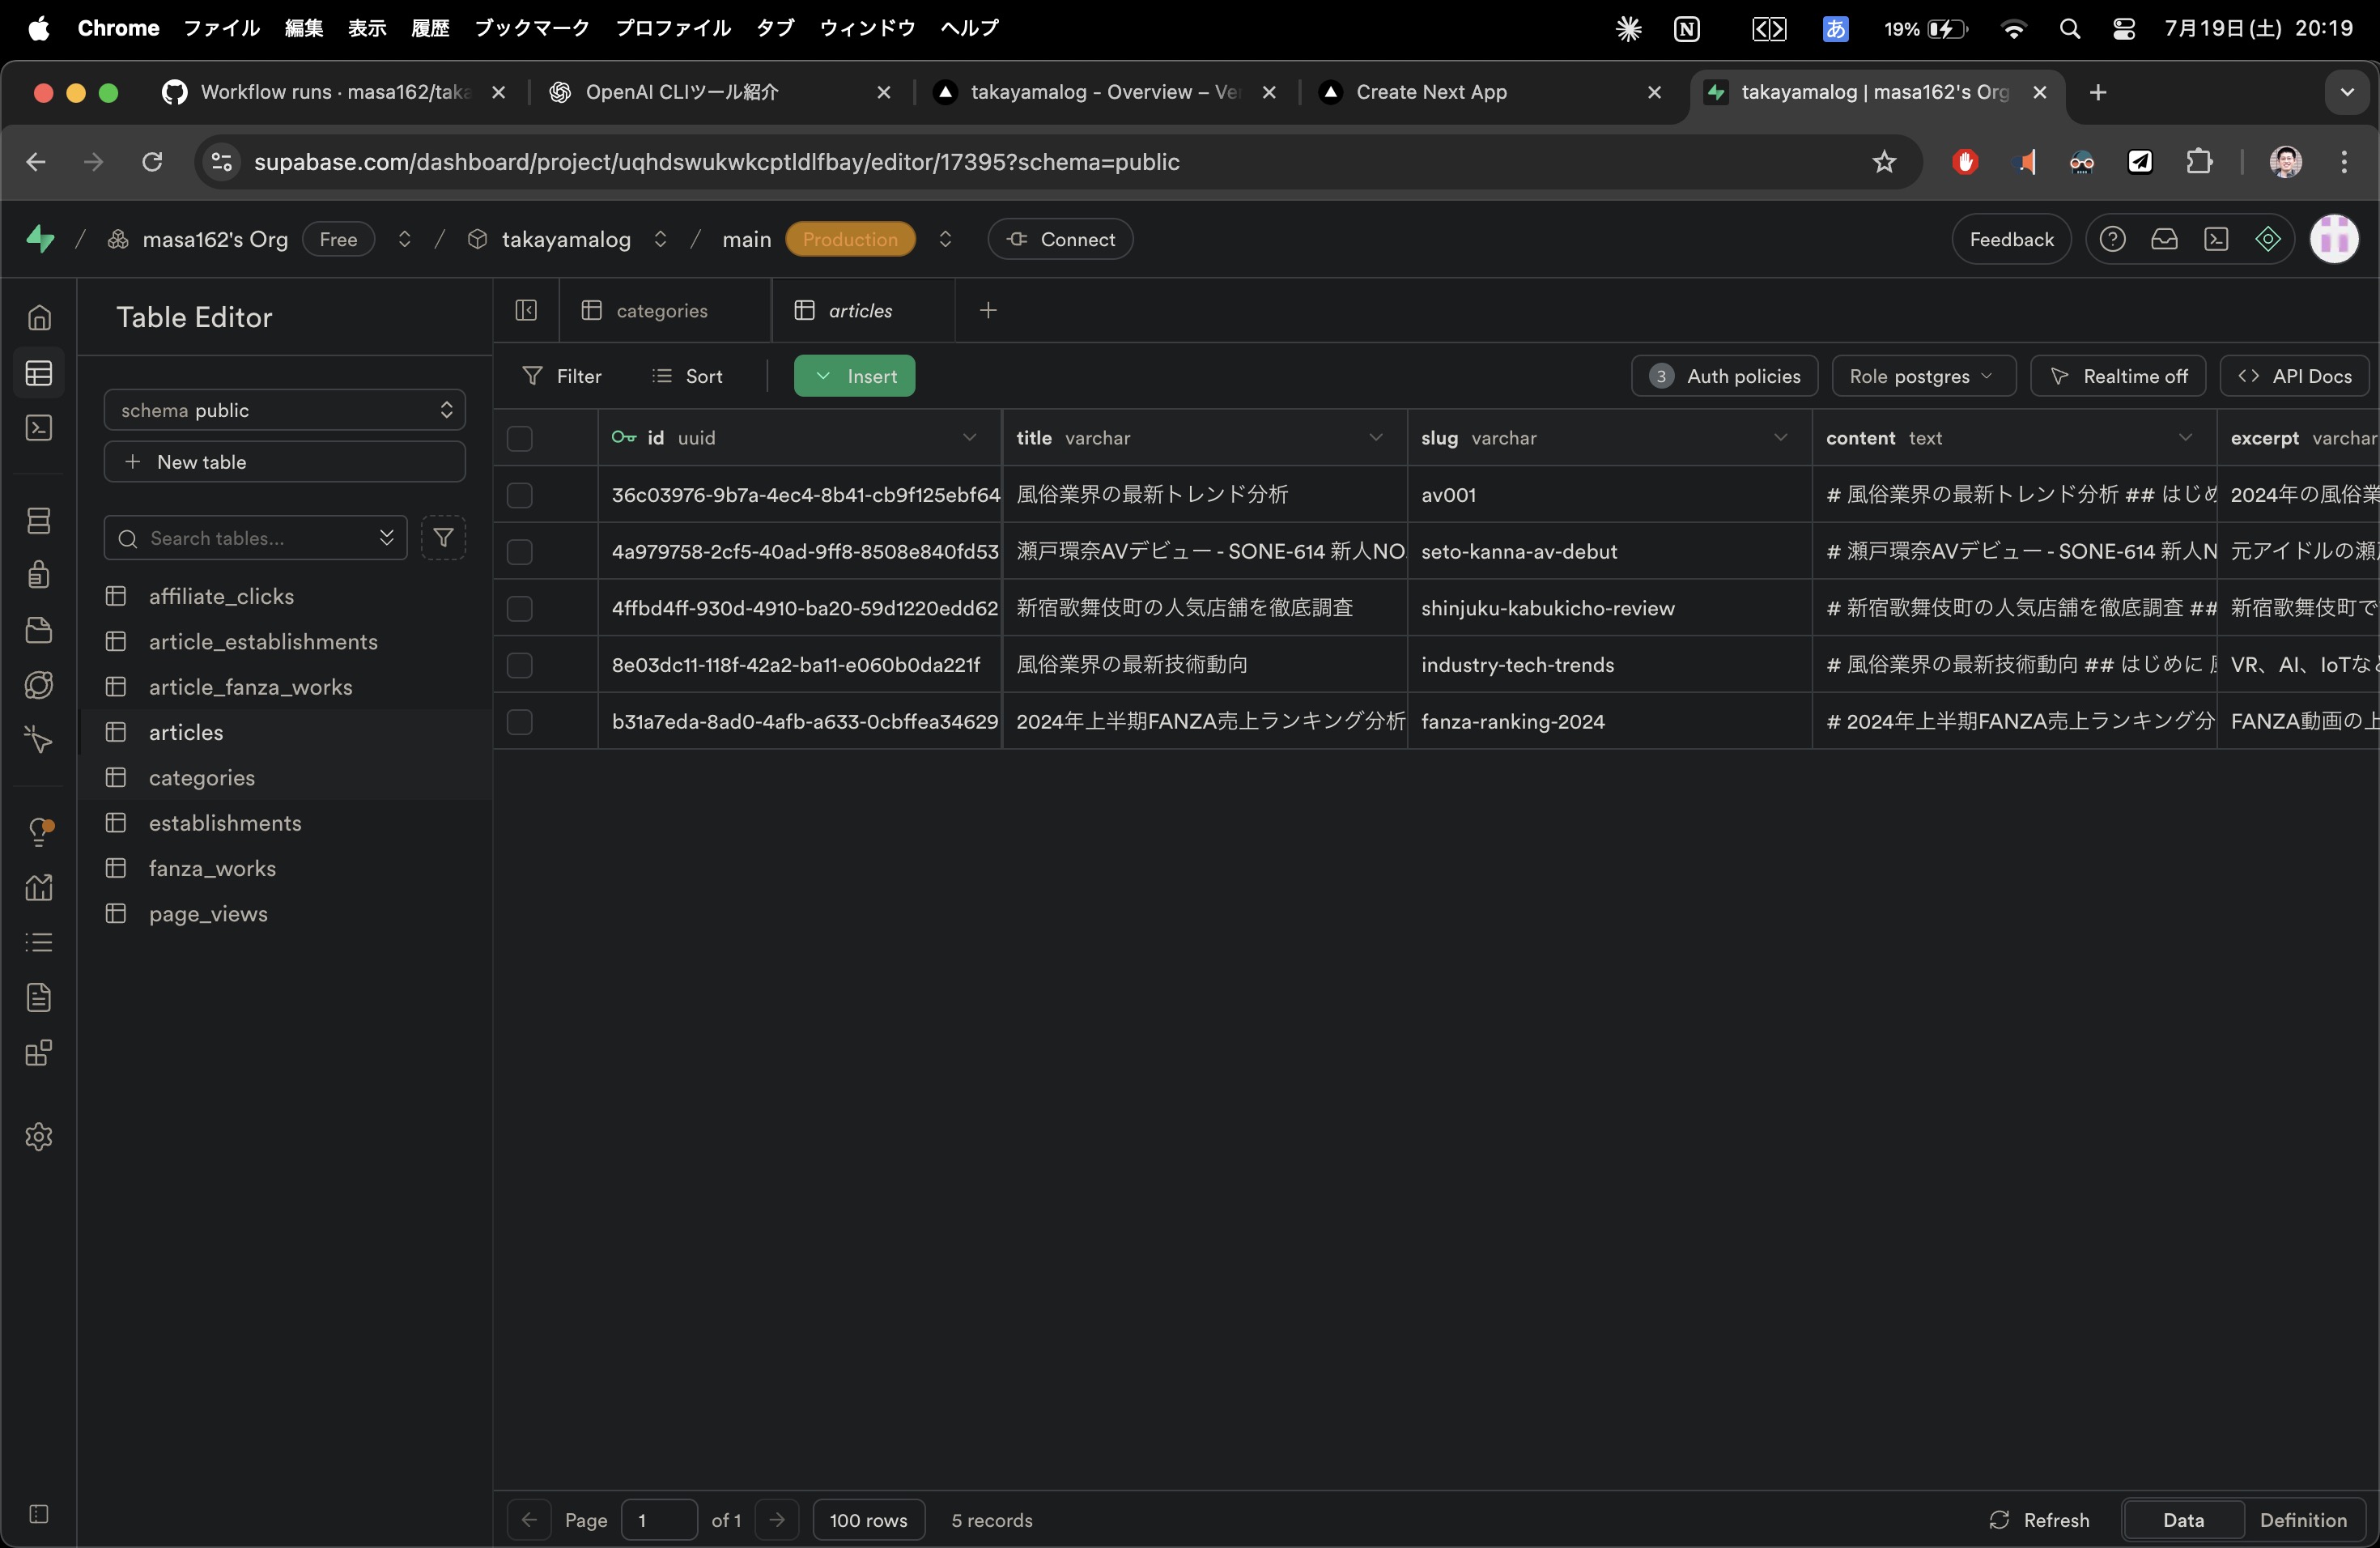 Chrome ファイル 編集 表示 履歴 ブックマーク プロファイル タブ ウィンドウ ヘルプ N あ 19% 7月19日(土) 20:19
Workflow runs · masa162/taka OpenAI CLIツール紹介 takayamalog - Overview – Ve Create Next App takayamalog | masa162's Org
supabase.com/dashboard/project/uqhdswukwkcptldlfbay/editor/17395?schema=public
/ masa162's Org Free / takayamalog / main Production Connect Feedback
Table Editor
categories articles
Filter Sort Insert 3 Auth policies Role postgres Realtime off API Docs
schema public
New table
Search tables...
affiliate_clicks
article_establishments
article_fanza_works
articles
categories
establishments
fanza_works
page_views
id uuid title varchar slug varchar content text excerpt varchar
36c03976-9b7a-4ec4-8b41-cb9f125ebf64 風俗業界の最新トレンド分析 av001 # 風俗業界の最新トレンド分析 ## はじめ 2024年の風俗業
4a979758-2cf5-40ad-9ff8-8508e840fd53 瀬戸環奈AVデビュー - SONE-614 新人NO. seto-kanna-av-debut # 瀬戸環奈AVデビュー - SONE-614 新人N 元アイドルの瀬
4ffbd4ff-930d-4910-ba20-59d1220edd62 新宿歌舞伎町の人気店舗を徹底調査 shinjuku-kabukicho-review # 新宿歌舞伎町の人気店舗を徹底調査 ## 新宿歌舞伎町で
8e03dc11-118f-42a2-ba11-e060b0da221f 風俗業界の最新技術動向 industry-tech-trends # 風俗業界の最新技術動向 ## はじめに VR、AI、IoTな
b31a7eda-8ad0-4afb-a633-0cbffea34629 2024年上半期FANZA売上ランキング分析 fanza-ranking-2024 # 2024年上半期FANZA売上ランキング分 FANZA動画の上
Page 1 of 1 100 rows 5 records Refresh Data Definition